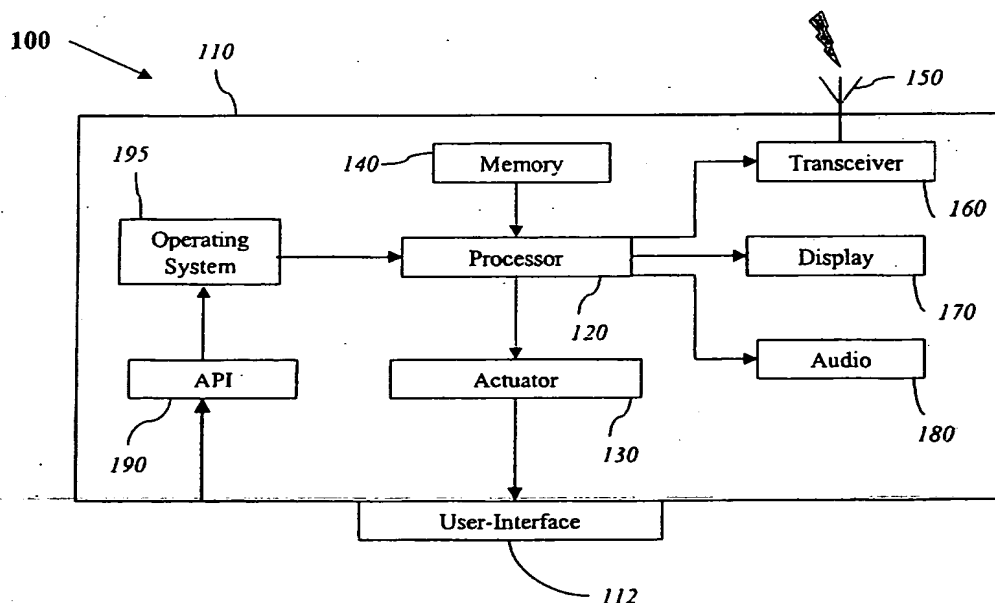 100
110
150
195
140
Memory
Transceiver
160
Operating
System
Processor
Display
120
170
API
Actuator
Audio
190
130
180
User-Interface
112